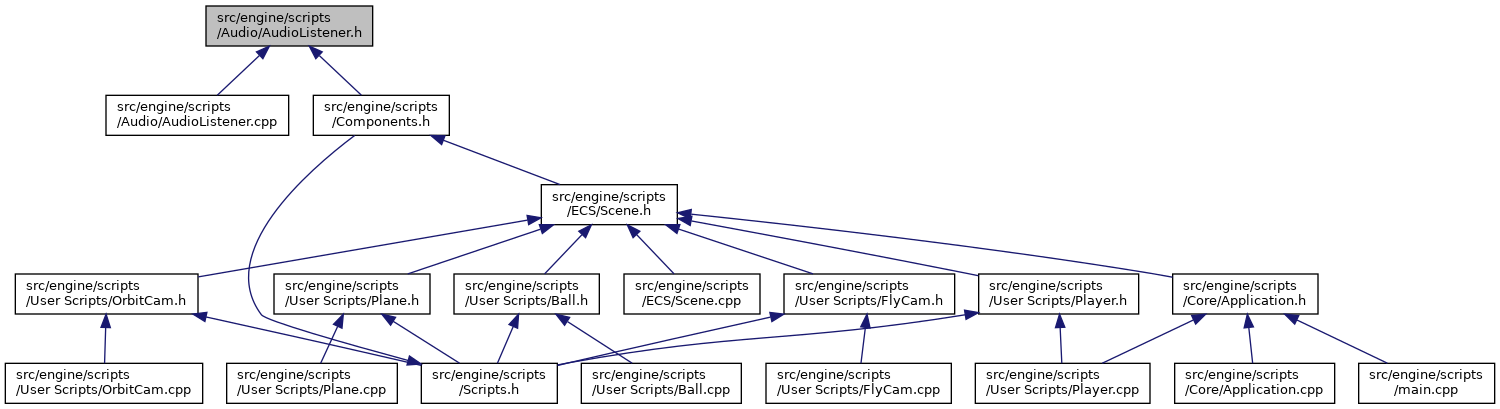 src/engine/scripts
/Audio/AudioListener.h
src/engine/scripts
/Audio/AudioListener.cpp
src/engine/scripts
/Components.h
src/engine/scripts
/ECS/Scene.h
src/engine/scripts
/User Scripts/OrbitCam.h
src/engine/scripts
/User Scripts/Plane.h
src/engine/scripts
/User Scripts/Ball.h
src/engine/scripts
/ECS/Scene.cpp
src/engine/scripts
/User Scripts/FlyCam.h
src/engine/scripts
/User Scripts/Player.h
src/engine/scripts
/Core/Application.h
src/engine/scripts
/User Scripts/OrbitCam.cpp
src/engine/scripts
/User Scripts/Plane.cpp
src/engine/scripts
/Scripts.h
src/engine/scripts
/User Scripts/Ball.cpp
src/engine/scripts
/User Scripts/FlyCam.cpp
src/engine/scripts
/User Scripts/Player.cpp
src/engine/scripts
/Core/Application.cpp
src/engine/scripts
/main.cpp